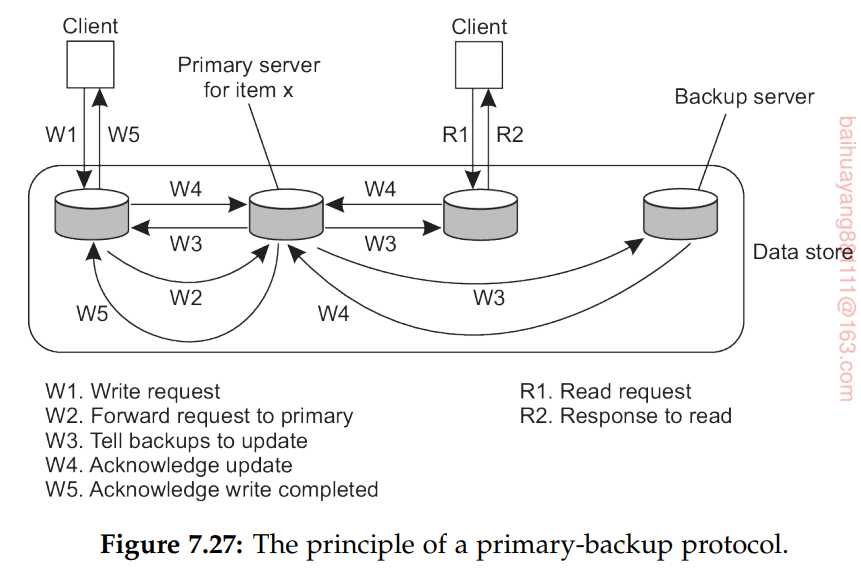 Client
Client
Primary server
for item x
Backup server
W1
W5
R1
R2
W4
W4
W3
W3
Data store
W2
W3
W5
W4
W1. Write request
W2. Forward request to primary
W3. Tell backups to update
W4. Acknowledge update
W5. Acknowledge write completed
R1. Read request
R2. Response to read
Figure 7.27: The principle of a primary-backup protocol.